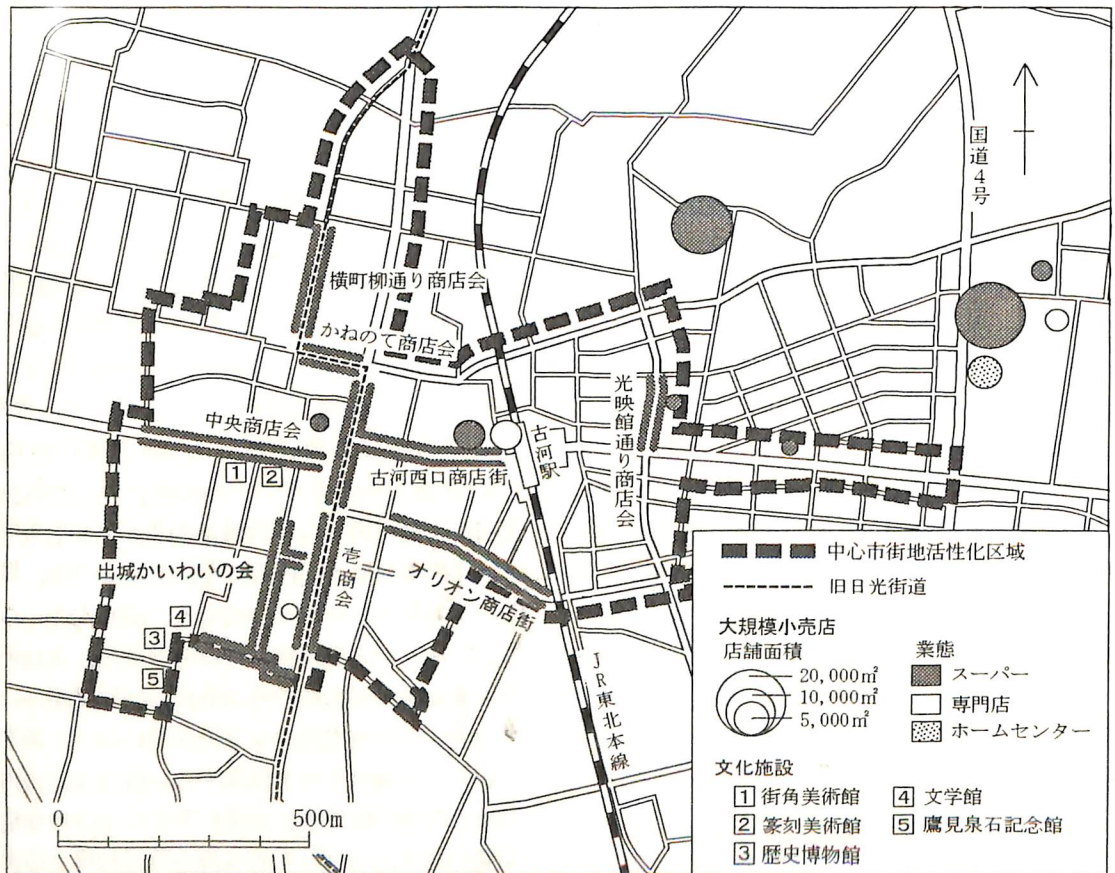 国道4号
横町柳通り商店会
かねのて商店会
中央商店会
1
2
古河西口商店街
古河駅
光映館通り商店会
出城かいわいの会
壱商会
オリオン商店街
4
3
5
JR東北本線
0 500m
中心市街地活性化区域
旧日光街道
大規模小売店
店舗面積
20,000㎡
10,000㎡
5,000㎡
業態
スーパー
専門店
ホームセンター
文化施設
1 街角美術館
2 篆刻美術館
3 歴史博物館
4 文学館
5 鷹見泉石記念館